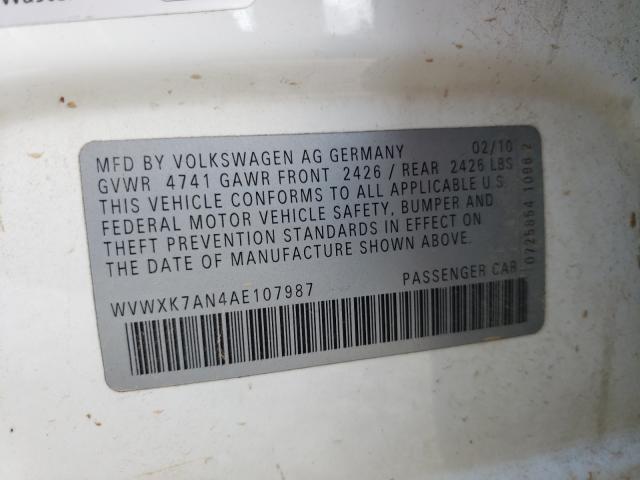 MFD BY VOLKSWAGEN AG GERMANY 02/10
GVWR 4741 GAWR FRONT 2426 / REAR 2426 LBS
THIS VEHICLE CONFORMS TO ALL APPLICABLE U.S.
FEDERAL MOTOR VEHICLE SAFETY, BUMPER AND
THEFT PREVENTION STANDARDS IN EFFECT ON
THE DATE OF MANUFACTURE SHOWN ABOVE.
WVWXK7AN4AE107987 PASSENGER CAR